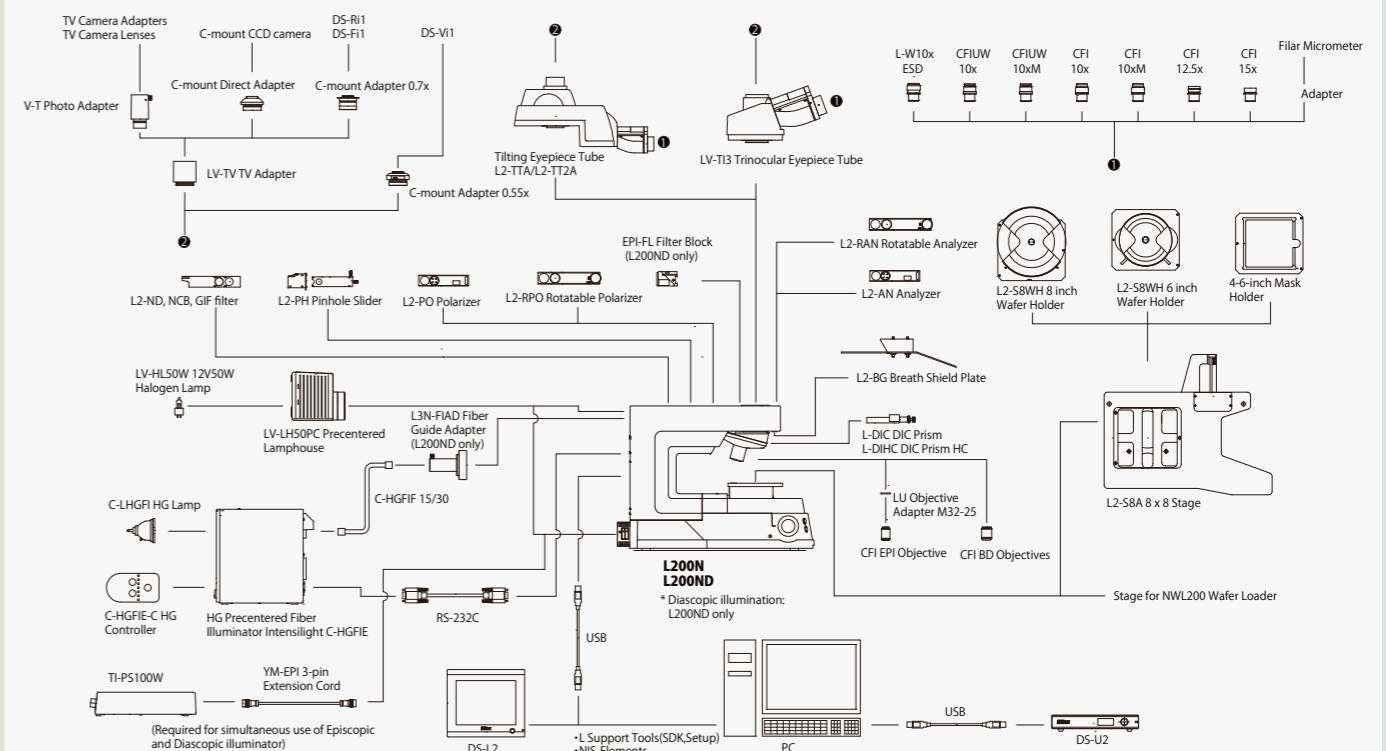 TV Camera Adapters
TV Camera Lenses
C-mount CCD camera
DS-Ri1
DS-Fi1
DS-Vi1
❷
❷
L-W10x
ESD
CFIUW
10x
CFIUW
10xM
CFI
10x
CFI
10xM
CFI
12.5x
CFI
15x
Filar Micrometer
Adapter
V-T Photo Adapter
C-mount Direct Adapter
C-mount Adapter 0.7x
❶
❶
❶
Tilting Eyepiece Tube
L2-TTA/L2-TT2A
LV-TI3 Trinocular Eyepiece Tube
LV-TV TV Adapter
C-mount Adapter 0.55x
❷
EPI-FL Filter Block
(L200ND only)
L2-RAN Rotatable Analyzer
L2-AN Analyzer
L2-S8WH 8 inch
Wafer Holder
L2-S8WH 6 inch
Wafer Holder
4-6-inch Mask
Holder
L2-ND, NCB, GIF filter
L2-PH Pinhole Slider
L2-PO Polarizer
L2-RPO Rotatable Polarizer
L2-BG Breath Shield Plate
LV-HL50W 12V50W
Halogen Lamp
LV-LH50PC Precentered
Lamphouse
L3N-FIAD Fiber
Guide Adapter
(L200ND only)
L-DIC DIC Prism
L-DIHC DIC Prism HC
C-HGFIF 15/30
C-LHGFI HG Lamp
LU Objective
Adapter M32-25
CFI EPI Objective
CFI BD Objectives
L2-S8A 8 x 8 Stage
L200N
L200ND
* Diascopic illumination:
L200ND only
Stage for NWL200 Wafer Loader
C-HGFIE-C HG
Controller
HG Precentered Fiber
Illuminator Intensilight C-HGFIE
RS-232C
USB
TI-PS100W
YM-EPI 3-pin
Extension Cord
(Required for simultaneous use of Episcopic
and Diascopic illuminator)
DS-L2
•L Support Tools(SDK,Setup)
•NIS-Elements
PC
USB
DS-U2